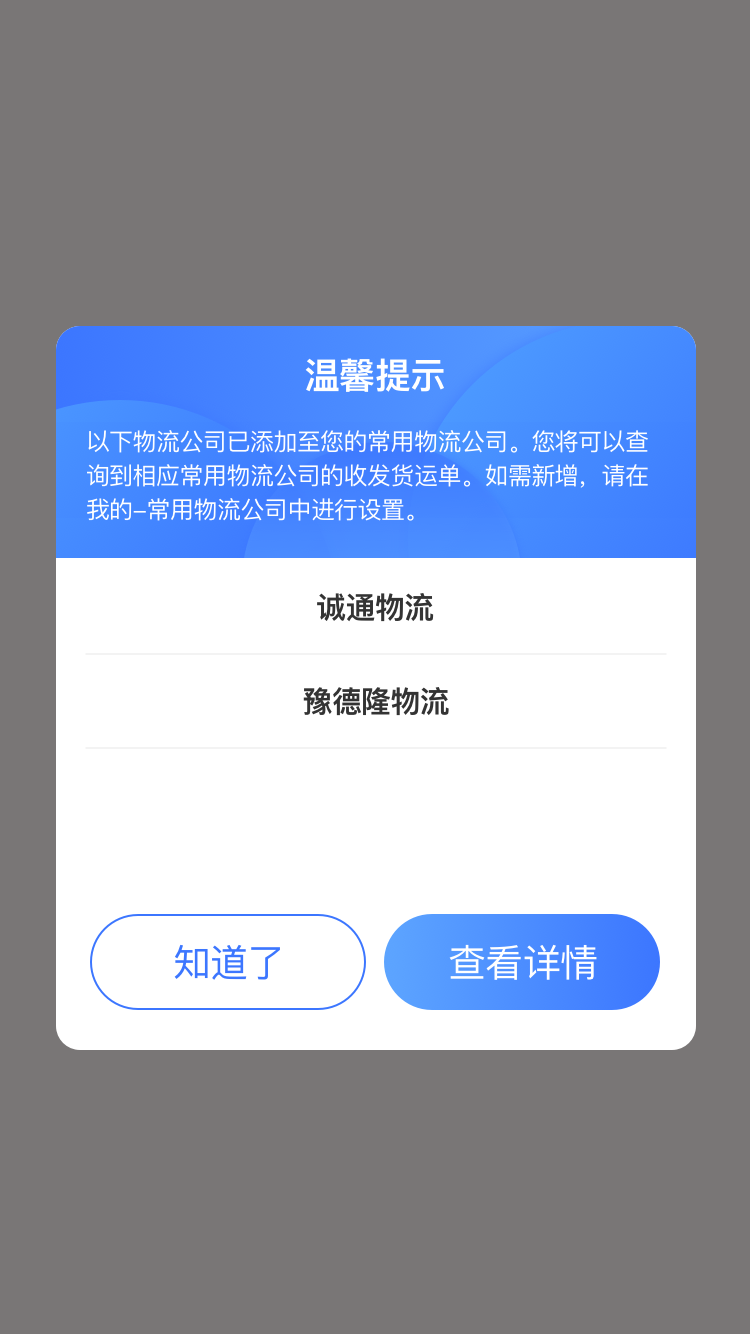 温馨提示
以下物流公司已添加至您的常用物流公司。您将可以查
询到相应常用物流公司的收发货运单。如需新增，请在
我的–常用物流公司中进行设置。
诚通物流
豫德隆物流
知道了
查看详情